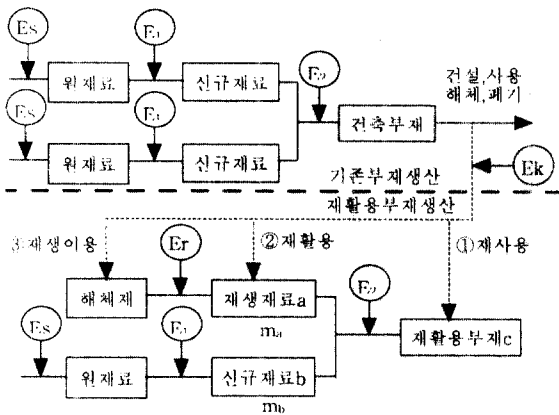 Es
E₁
원재료
신규재료
Es
E₁
원재료
신규재료
E₂
건축부재
건설,사용
해체,폐기
Ek
기존부재생산
재활용부재생산
③재생이용
Er
②재활용
①재사용
해체재
재생재료a
mₐ
E₂
재활용부재c
Es
E₁
원재료
신규재료b
m_b